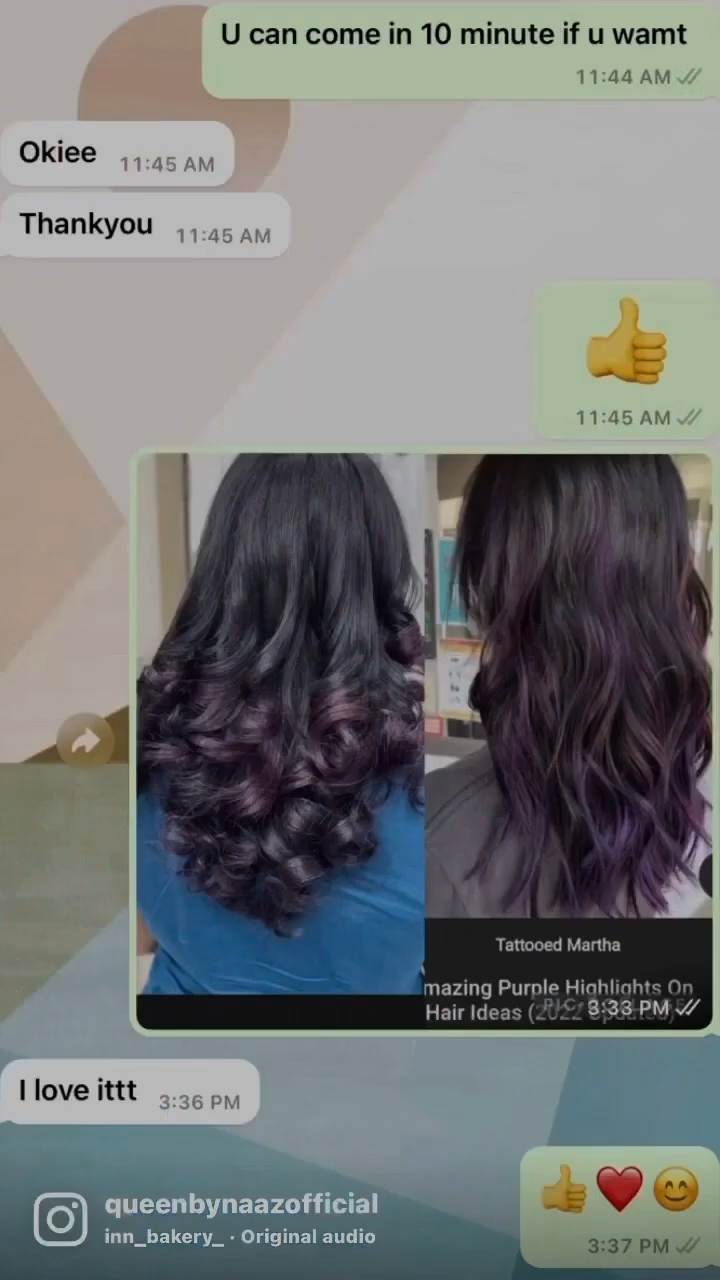 U can come in 10 minute if u wamt
11:44 AM
Okiee 11:45 AM
Thankyou 11:45 AM
👍
11:45 AM
Tattooed Martha
mazing Purple Highlights On
Hair Ideas (2022 Updated)
3:33 PM
I love ittt 3:36 PM
👍❤️😊
3:37 PM
queenbynaazofficial
inn_bakery_ · Original audio